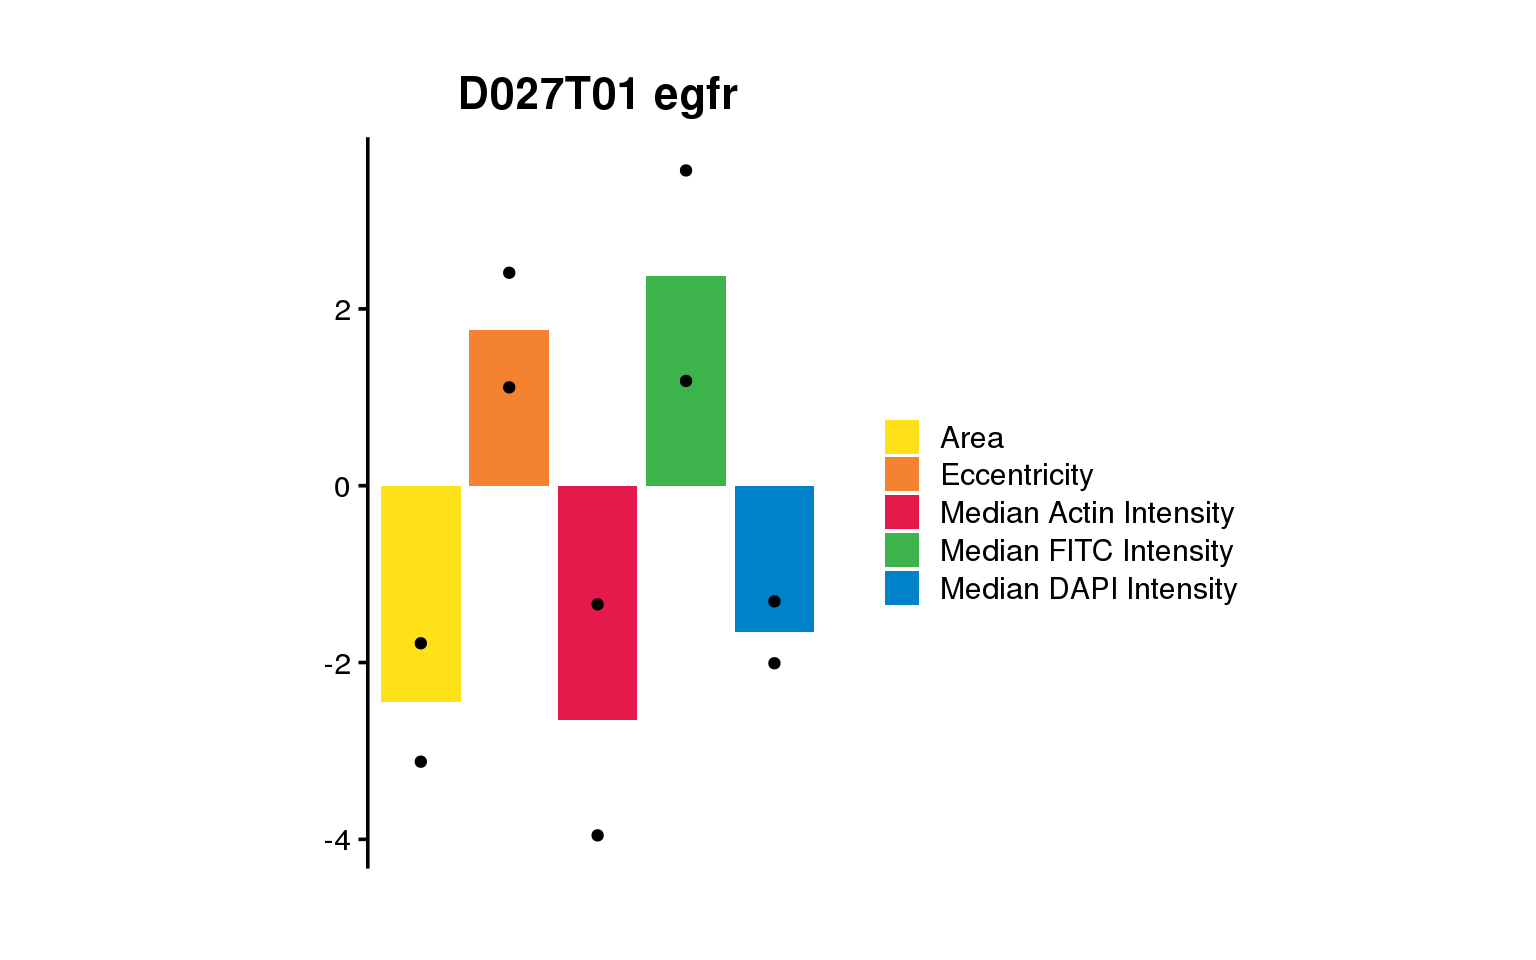 D027T01 egfr
2
0
-2
-4
Area
Eccentricity
Median Actin Intensity
Median FITC Intensity
Median DAPI Intensity